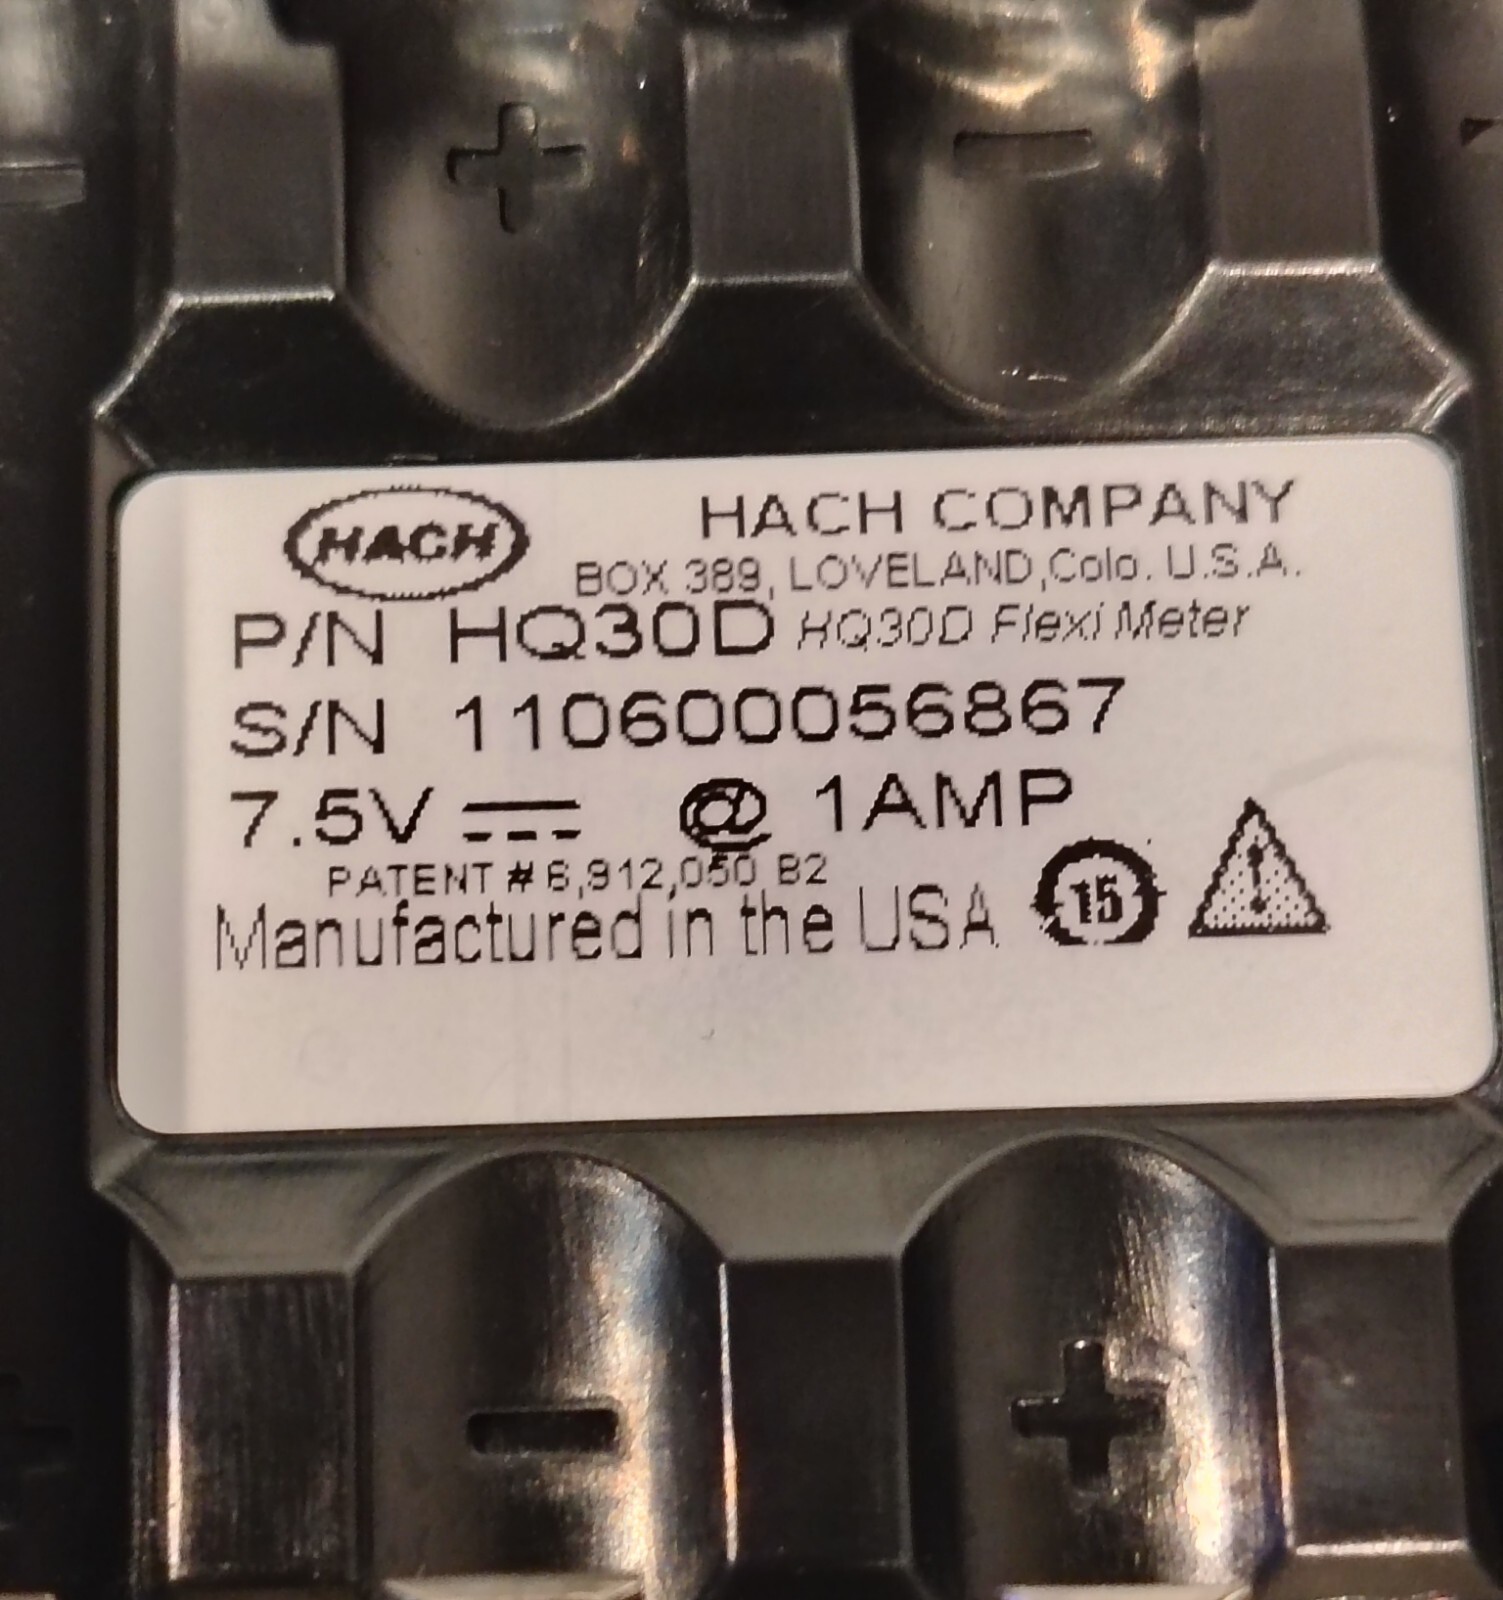 HACH HACH COMPANY
BOX 389, LOVELAND,Colo. U.S.A.
P/N HQ30D HQ30D Flexi Meter
S/N 110600056867
7.5V ⎓ @ 1AMP
PATENT # 6,912,050 B2
Manufactured in the USA 15 !